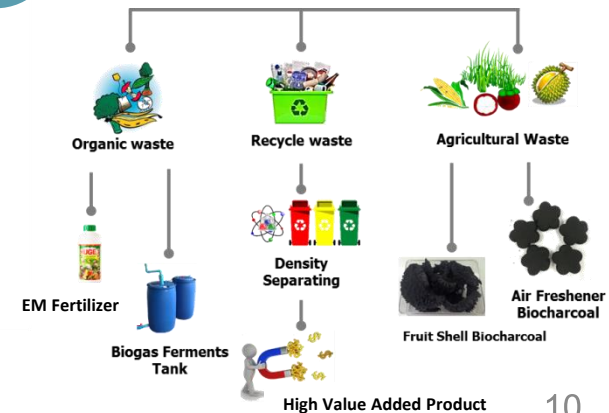 Organic waste
Recycle waste
Agricultural Waste
EM Fertilizer
Biogas Ferments
Tank
Density
Separating
High Value Added Product
Fruit Shell Biocharcoal
Air Freshener
Biocharcoal
10